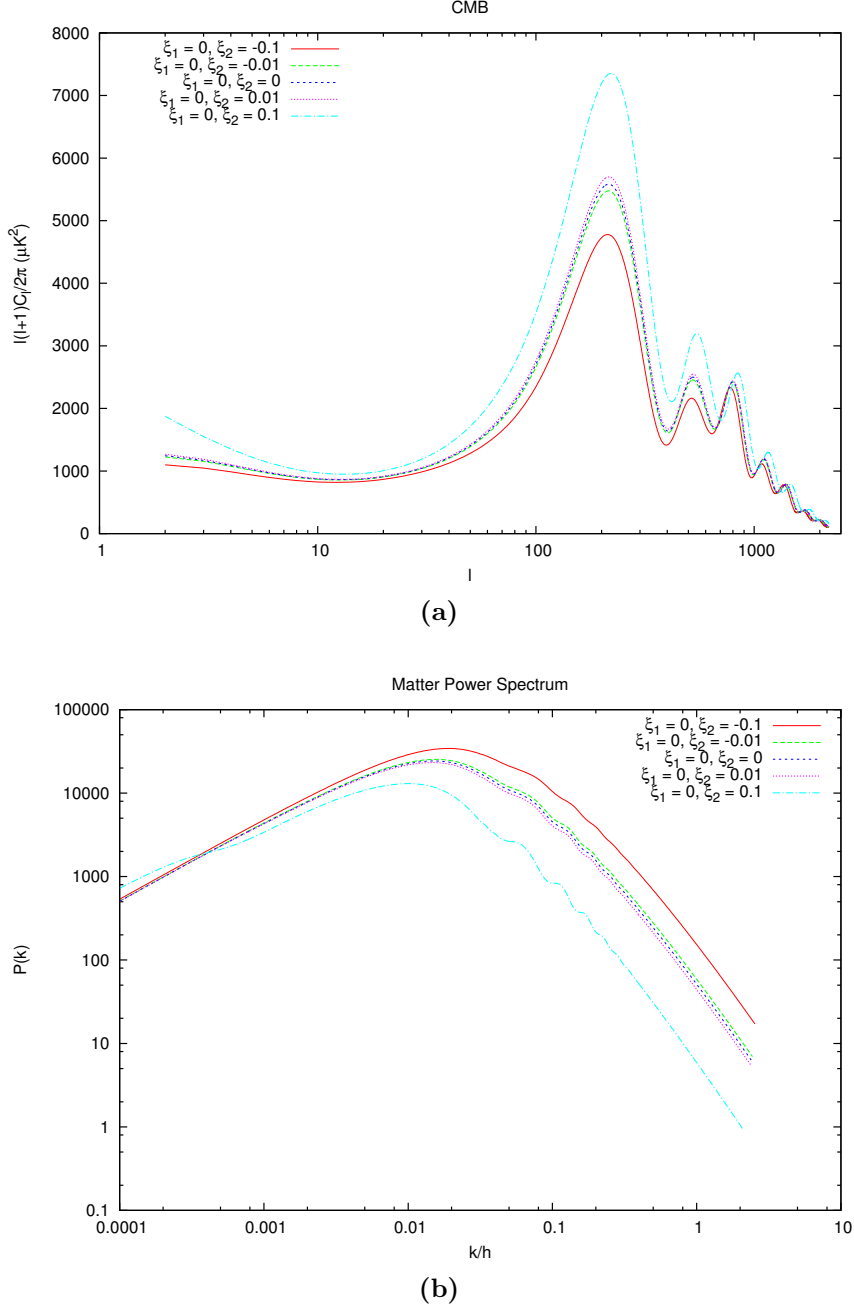 CMB
8000
7000
6000
5000
4000
3000
2000
1000
0
l(l+1)C_l/2π (μK²)
ξ₁ = 0, ξ₂ = -0.1
ξ₁ = 0, ξ₂ = -0.01
ξ₁ = 0, ξ₂ = 0
ξ₁ = 0, ξ₂ = 0.01
ξ₁ = 0, ξ₂ = 0.1
1 10 100 1000
l
(a)
Matter Power Spectrum
100000
10000
1000
100
10
1
0.1
P(k)
ξ₁ = 0, ξ₂ = -0.1
ξ₁ = 0, ξ₂ = -0.01
ξ₁ = 0, ξ₂ = 0
ξ₁ = 0, ξ₂ = 0.01
ξ₁ = 0, ξ₂ = 0.1
0.0001 0.001 0.01 0.1 1 10
k/h
(b)